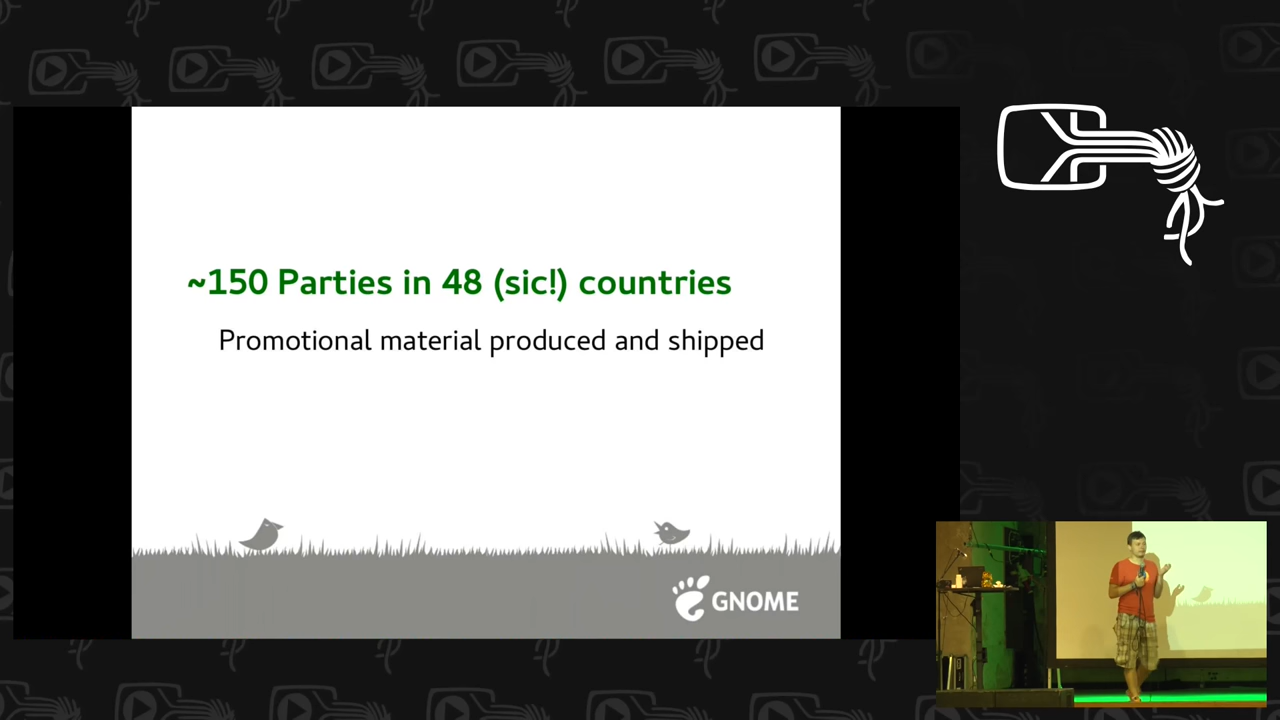 ~150 Parties in 48 (sic!) countries
Promotional material produced and shipped
GNOME